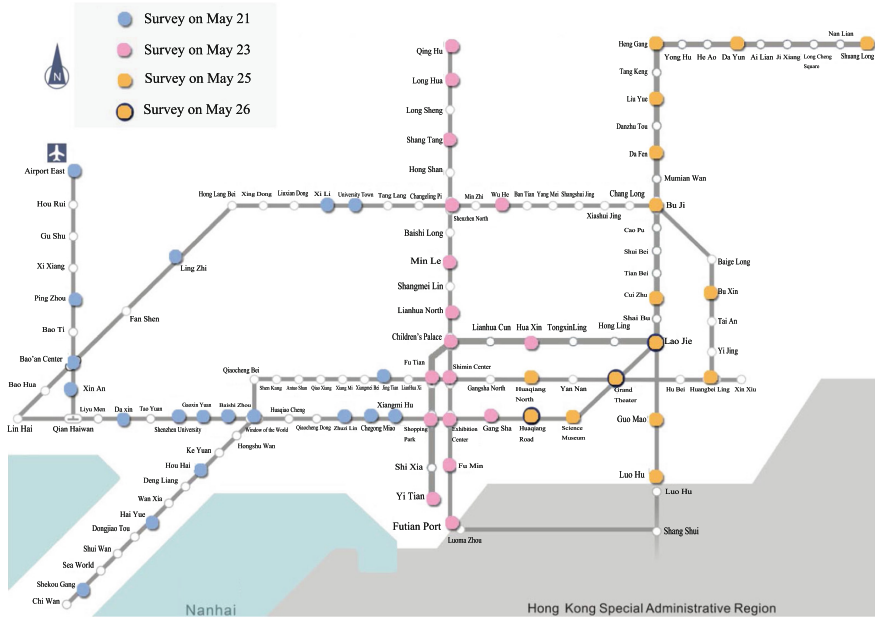 Survey on May 21
Survey on May 23
Survey on May 25
Survey on May 26
N
Qing Hu
Long Hua
Long Sheng
Shang Tang
Hong Shan
Heng Gang
Yong Hu
He Ao
Da Yun
Ai Lian
Ji Xiang
Long Cheng
Square
Nan Lian
Shuang Long
Tang Keng
Liu Yue
Danzhu Tou
Da Fen
Mumian Wan
Airport East
Hou Rui
Gu Shu
Xi Xiang
Ping Zhou
Bao Ti
Bao'an Center
Bao Hua
Xin An
Lin Hai
Qian Haiwan
Hong Lang Bei
Xing Dong
Liuxian Dong
Xi Li
University Town
Tang Lang
Changling Pi
Shenzhen North
Min Zhi
Wu He
Ban Tian
Yang Mei
Shangshui Jing
Xiashui Jing
Chang Long
Bu Ji
Ling Zhi
Fan Shen
Baishi Long
Min Le
Shangmei Lin
Lianhua North
Children's Palace
Cao Pu
Shui Bei
Tian Bei
Cui Zhu
Shai Bu
Baige Long
Bu Xin
Tai An
Yi Jing
Lianhua Cun
Hua Xin
TongxinLing
Hong Ling
Lao Jie
Qiaocheng Bei
Shen Kang
Antuo Shan
Qiao Xiang
Xiang Mi
Xiangmei Bei
Jing Tian
LianHua Xi
Fu Tian
Shimin Center
Gangsha North
Huaqiang
North
Yan Nan
Grand
Theater
Hu Bei
Huangbei Ling
Xin Xiu
Liyu Men
Da xin
Tao Yuan
Shenzhen University
Gaoxin Yuan
Baishi Zhou
Window of the World
Huaqiao Cheng
Qiaocheng Dong
Zhuzi Lin
Chegong Miao
Xiangmi Hu
Shopping
Park
Exhibition
Center
Gang Sha
Huaqiang
Road
Science
Museum
Guo Mao
Hongshu Wan
Ke Yuan
Hou Hai
Deng Liang
Wan Xia
Hai Yue
Dongjiao Tou
Shui Wan
Sea World
Shekou Gang
Chi Wan
Shi Xia
Yi Tian
Fu Min
Futian Port
Luoma Zhou
Luo Hu
Luo Hu
Shang Shui
Nanhai
Hong Kong Special Administrative Region